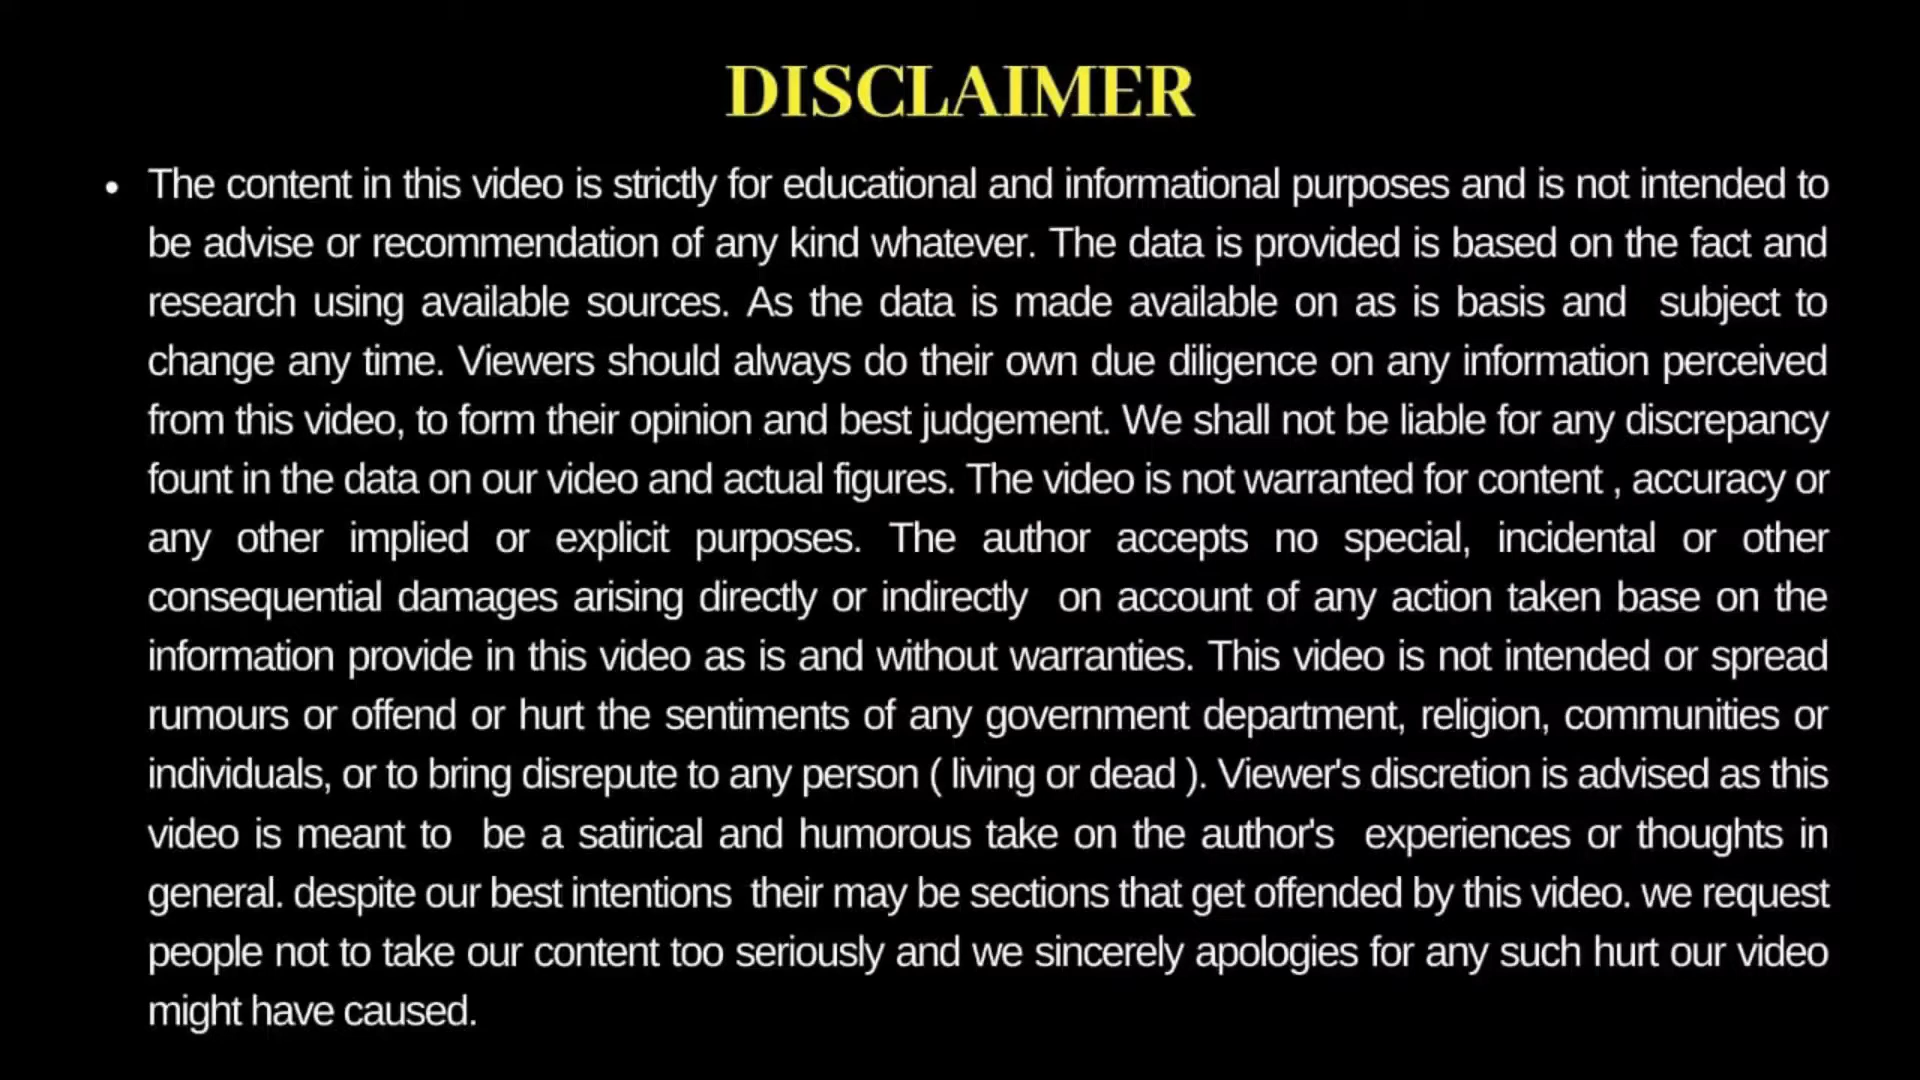 DISCLAIMER
• The content in this video is strictly for educational and informational purposes and is not intended to
be advise or recommendation of any kind whatever. The data is provided is based on the fact and
research using available sources. As the data is made available on as is basis and subject to
change any time. Viewers should always do their own due diligence on any information perceived
from this video, to form their opinion and best judgement. We shall not be liable for any discrepancy
fount in the data on our video and actual figures. The video is not warranted for content , accuracy or
any other implied or explicit purposes. The author accepts no special, incidental or other
consequential damages arising directly or indirectly on account of any action taken base on the
information provide in this video as is and without warranties. This video is not intended or spread
rumours or offend or hurt the sentiments of any government department, religion, communities or
individuals, or to bring disrepute to any person ( living or dead ). Viewer's discretion is advised as this
video is meant to be a satirical and humorous take on the author's experiences or thoughts in
general. despite our best intentions their may be sections that get offended by this video. we request
people not to take our content too seriously and we sincerely apologies for any such hurt our video
might have caused.